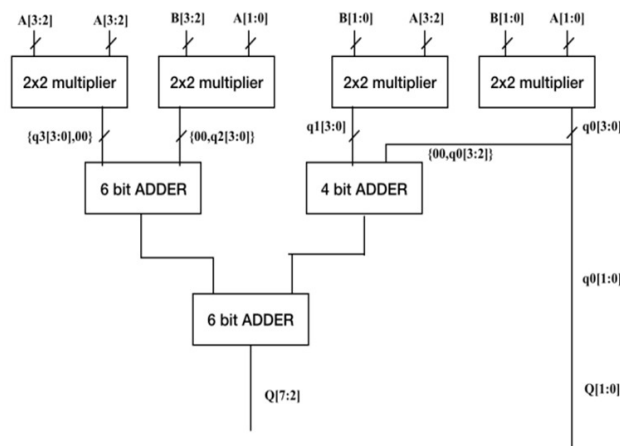 A[3:2] A[3:2] B[3:2] A[1:0] B[1:0] A[3:2] B[1:0] A[1:0]
2x2 multiplier 2x2 multiplier 2x2 multiplier 2x2 multiplier
{q3[3:0],00} {00,q2[3:0]} q1[3:0] q0[3:0]
{00,q0[3:2]}
6 bit ADDER 4 bit ADDER
q0[1:0]
6 bit ADDER
Q[7:2] Q[1:0]